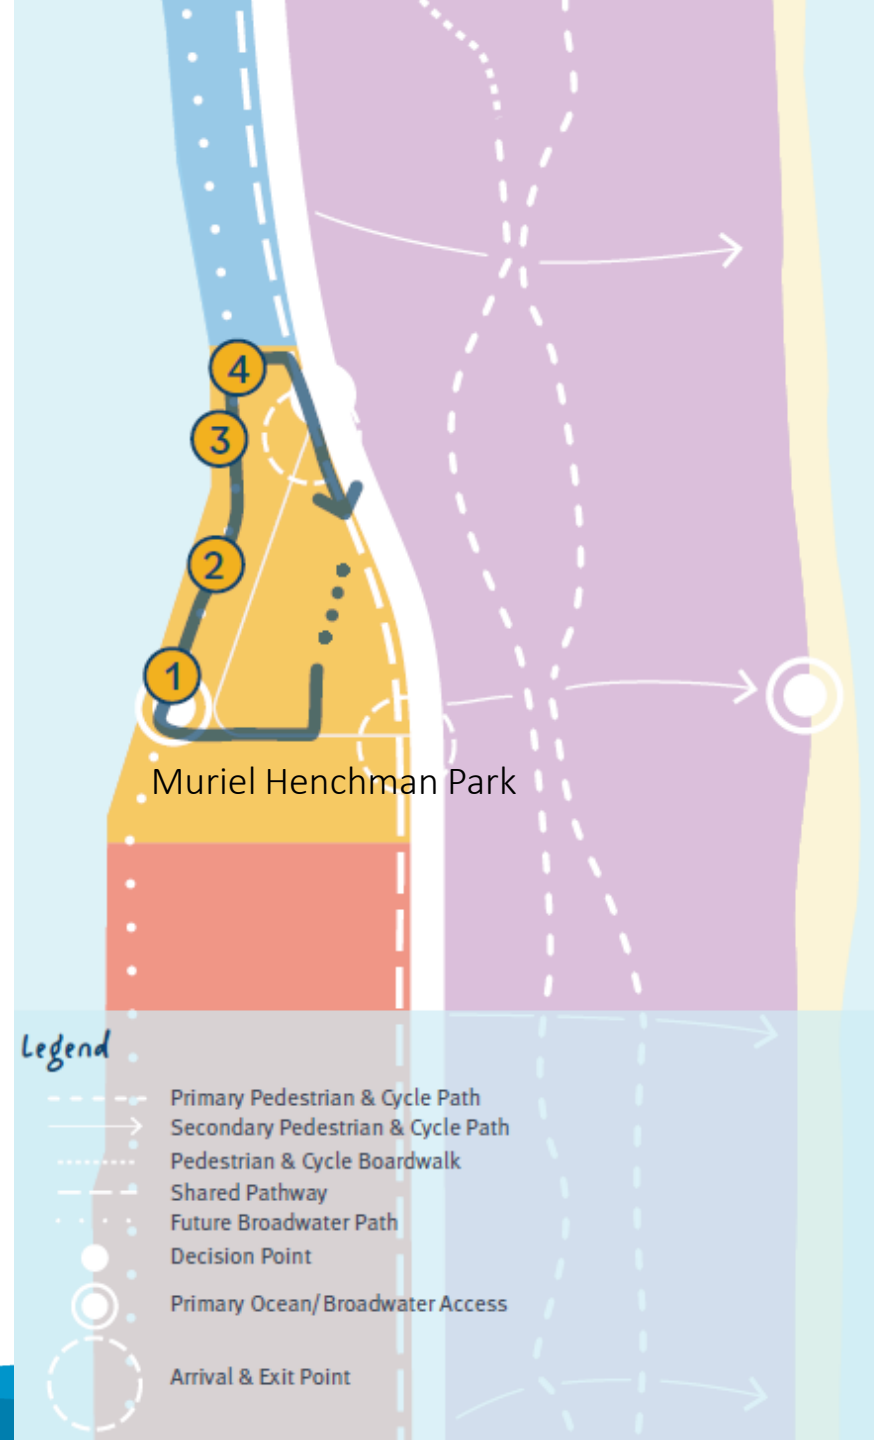 4
3
2
1
Muriel Henchman Park
Legend
Primary Pedestrian & Cycle Path
Secondary Pedestrian & Cycle Path
Pedestrian & Cycle Boardwalk
Shared Pathway
Future Broadwater Path
Decision Point
Primary Ocean/Broadwater Access
Arrival & Exit Point